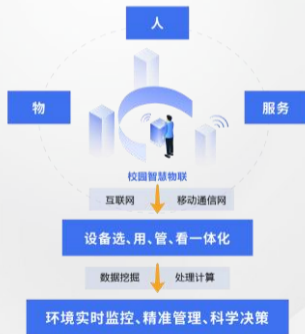 人
物
服务
校园智慧物联
互联网 移动通信网
设备选、用、管、看一体化
数据挖掘 处理计算
环境实时监控、精准管理、科学决策